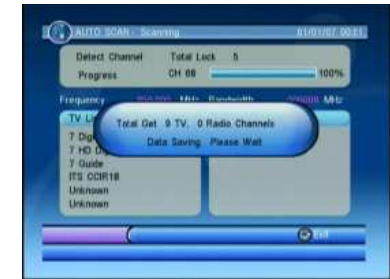 AUTO SCAN - Scanning 01/01/07 00:01
Detect Channel Total Lock 5
Progress CH 69 100%
Frequency MHz Bandwidth MHz
TV
Total Get 9 TV, 0 Radio Channels
Data Saving Please Wait
7 Dig
7 HD
7 Guide
ITS CCIR18
Unknown
Unknown
Exit